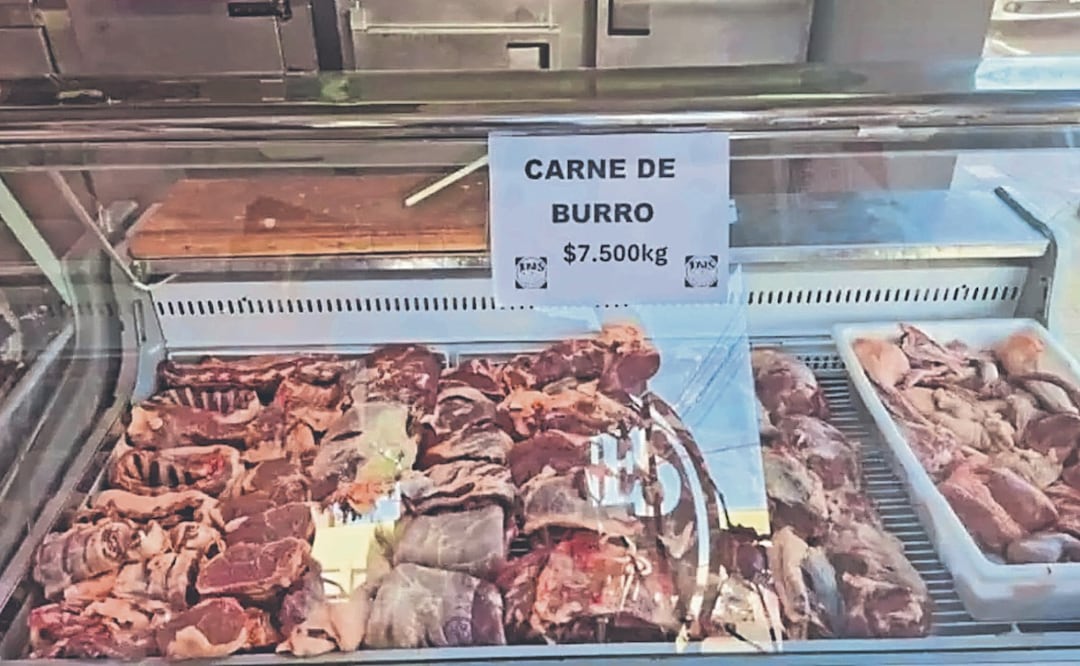 CARNE DE
BURRO
$7.500kg